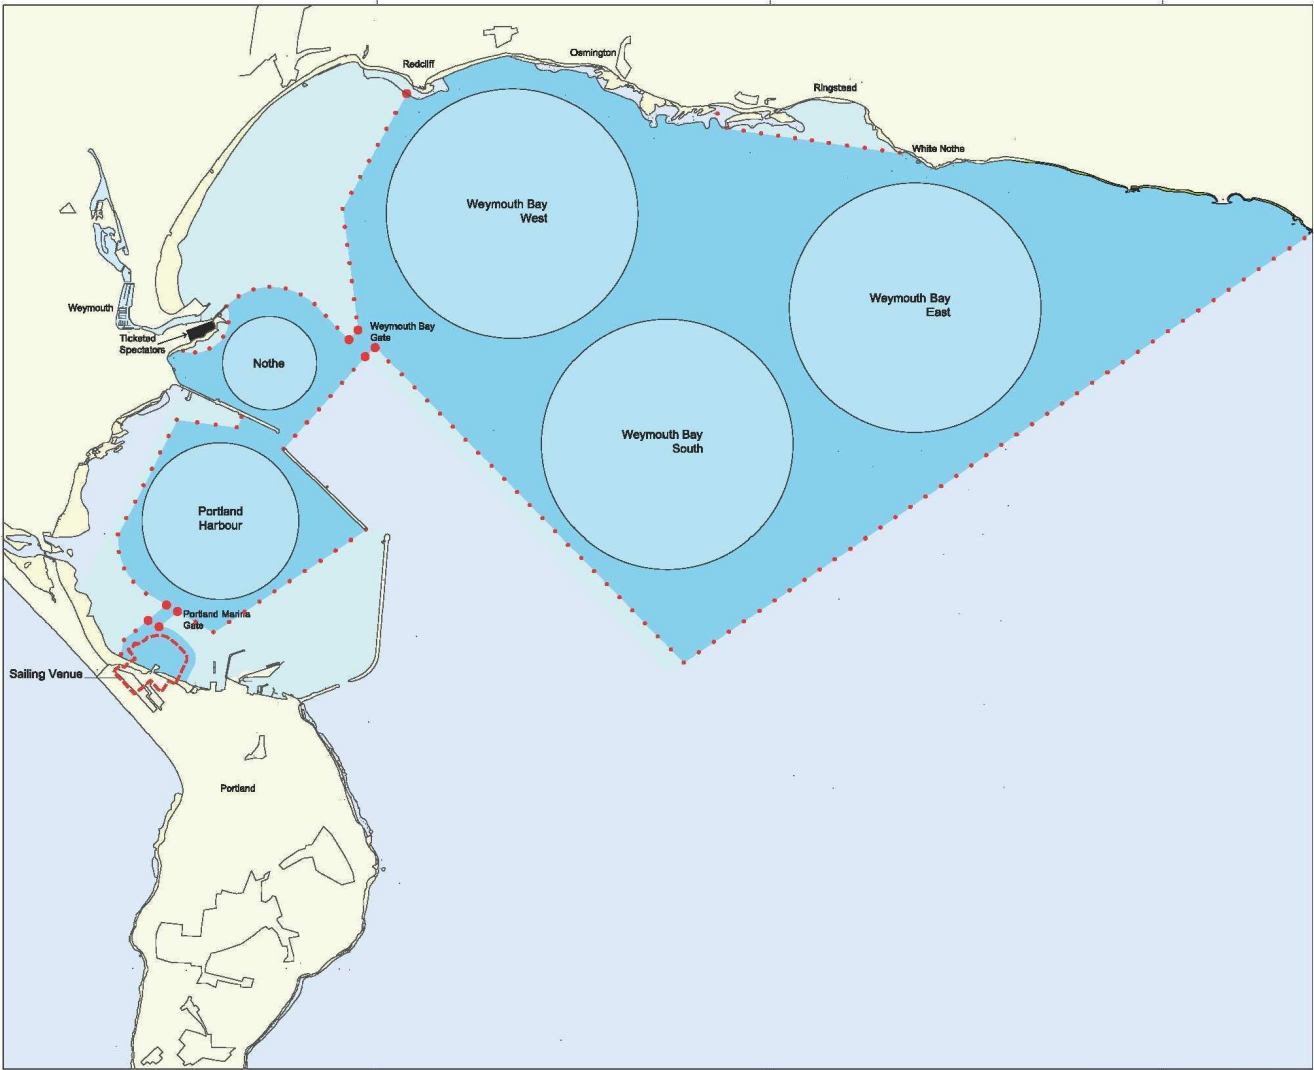 Redcliff
Osmington
Ringstead
White Nothe
Weymouth Bay
West
Weymouth Bay
East
Weymouth
Ticketed
Spectators
Weymouth Bay
Gate
Nothe
Weymouth Bay
South
Portland
Harbour
Portland Marina
Gate
Sailing Venue
Portland